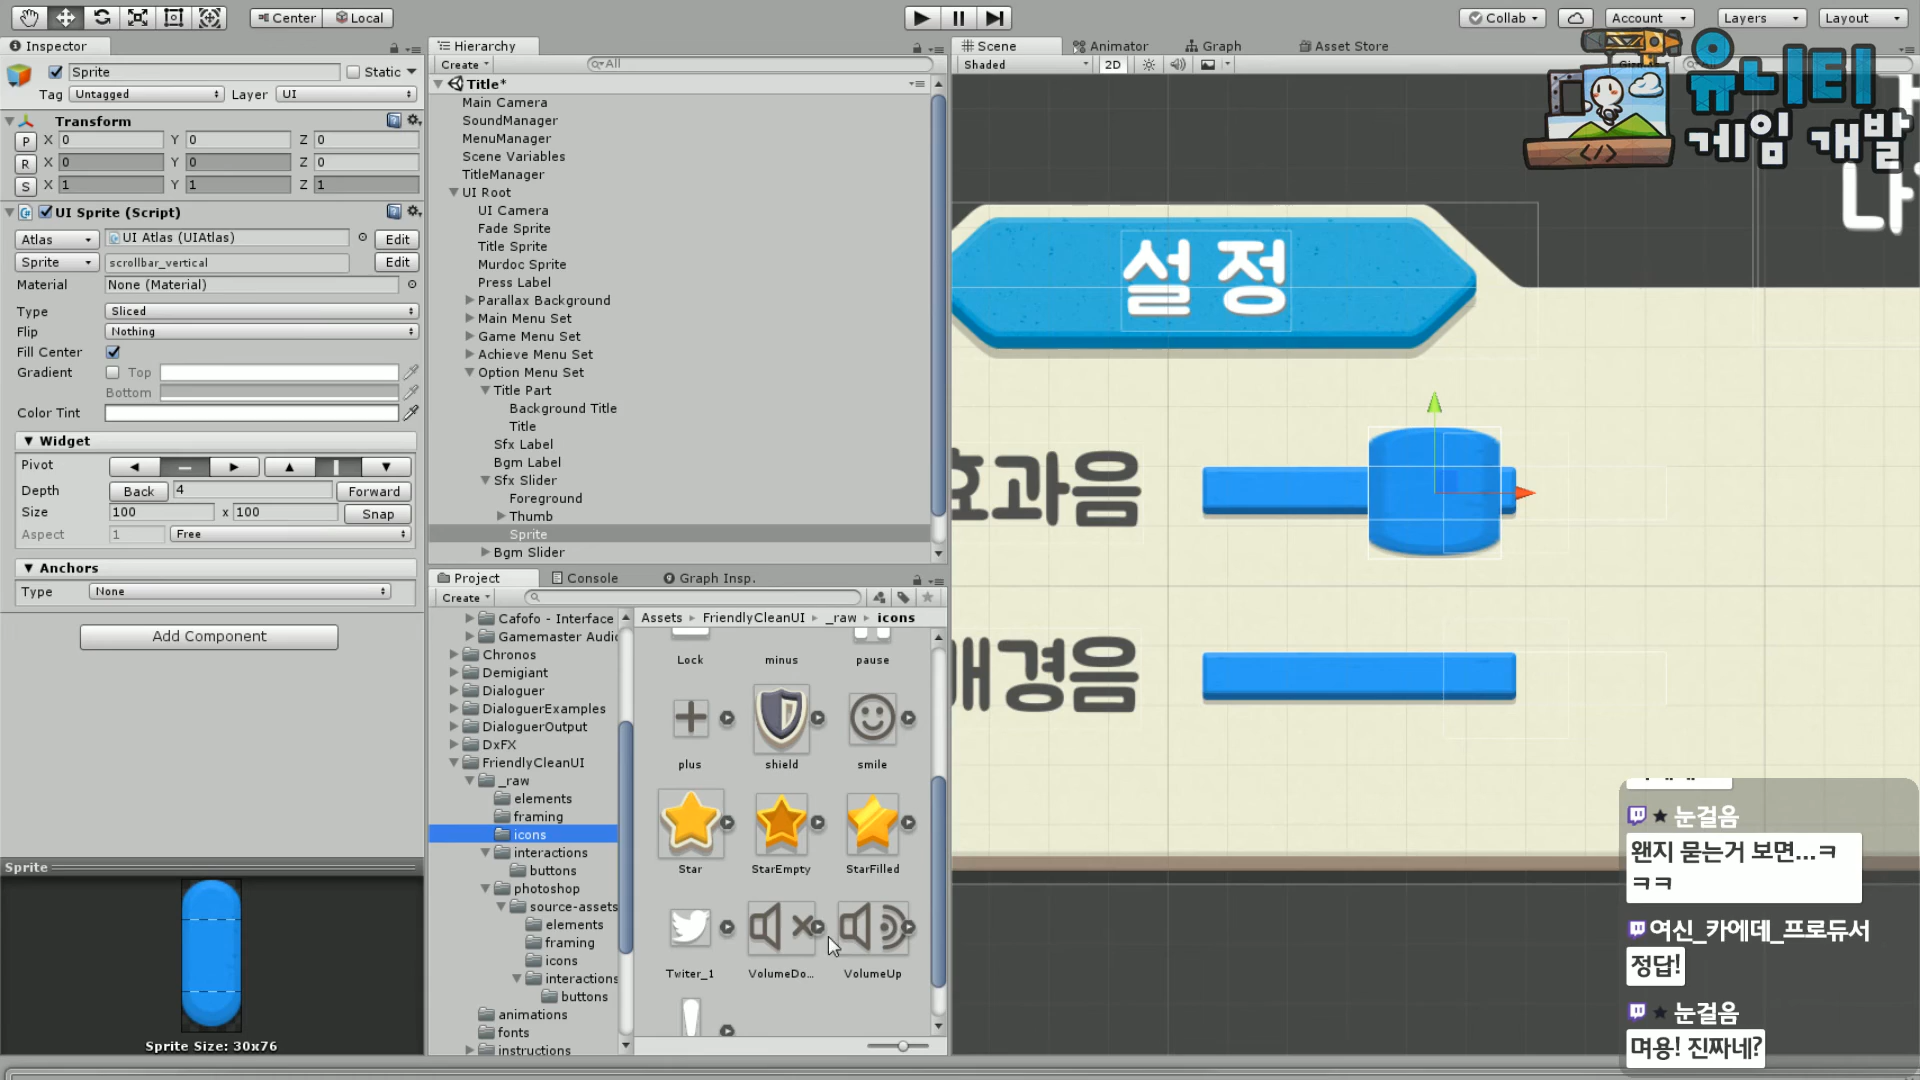 Center
Local
Collab
Account
Layers
Layout
Inspector
Sprite
Static
Tag Untagged Layer UI
Transform
P X 0 Y 0 Z 0
R X 0 Y 0 Z 0
S X 1 Y 1 Z 1
UI Sprite (Script)
Atlas UI Atlas (UIAtlas) Edit
Sprite scrollbar_vertical Edit
Material None (Material)
Type Sliced
Flip Nothing
Fill Center
Gradient Top
Bottom
Color Tint
Widget
Pivot
Depth Back 4 Forward
Size 100 x 100 Snap
Aspect 1 Free
Anchors
Type None
Add Component
Sprite
Sprite Size: 30x76
Hierarchy
Create All
Title*
Main Camera
SoundManager
MenuManager
Scene Variables
TitleManager
UI Root
UI Camera
Fade Sprite
Title Sprite
Murdoc Sprite
Press Label
Parallax Background
Main Menu Set
Game Menu Set
Achieve Menu Set
Option Menu Set
Title Part
Background Title
Title
Sfx Label
Bgm Label
Sfx Slider
Foreground
Thumb
Sprite
Bgm Slider
Project Console Graph Insp.
Create
Cafofo - Interface
Gamemaster Audio
Chronos
Demigiant
Dialoguer
DialoguerExamples
DialoguerOutput
DxFX
FriendlyCleanUI
_raw
elements
framing
icons
interactions
buttons
photoshop
source-assets
elements
framing
icons
interactions
buttons
animations
fonts
instructions
Assets FriendlyCleanUI _raw icons
Lock minus pause
plus shield smile
Star StarEmpty StarFilled
Twiter_1 VolumeDo... VolumeUp
Scene Animator Graph Asset Store
Shaded 2D
유니티
게임 개발
나
</>
설정
효과음
배경음
눈걸음
왠지 묻는거 보면...ㅋ
ㅋㅋ
여신_카에데_프로듀서
정답!
눈걸음
며용! 진짜네?